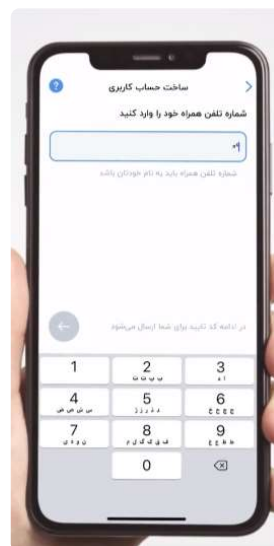 ساخت حساب کاربری
?
شماره تلفن همراه خود را وارد کنید
۰۹
شماره تلفن همراه باید به نام خودتان باشد
در ادامه کد تایید برای شما ارسال می‌شود
1 2 3
ب پ ت ث ا ء
4 5 6
س ش ص ض د ذ ر ز ژ ج چ ح خ
7 8 9
ن و ه ی ف ق ک گ ل م ط ظ ع غ
0